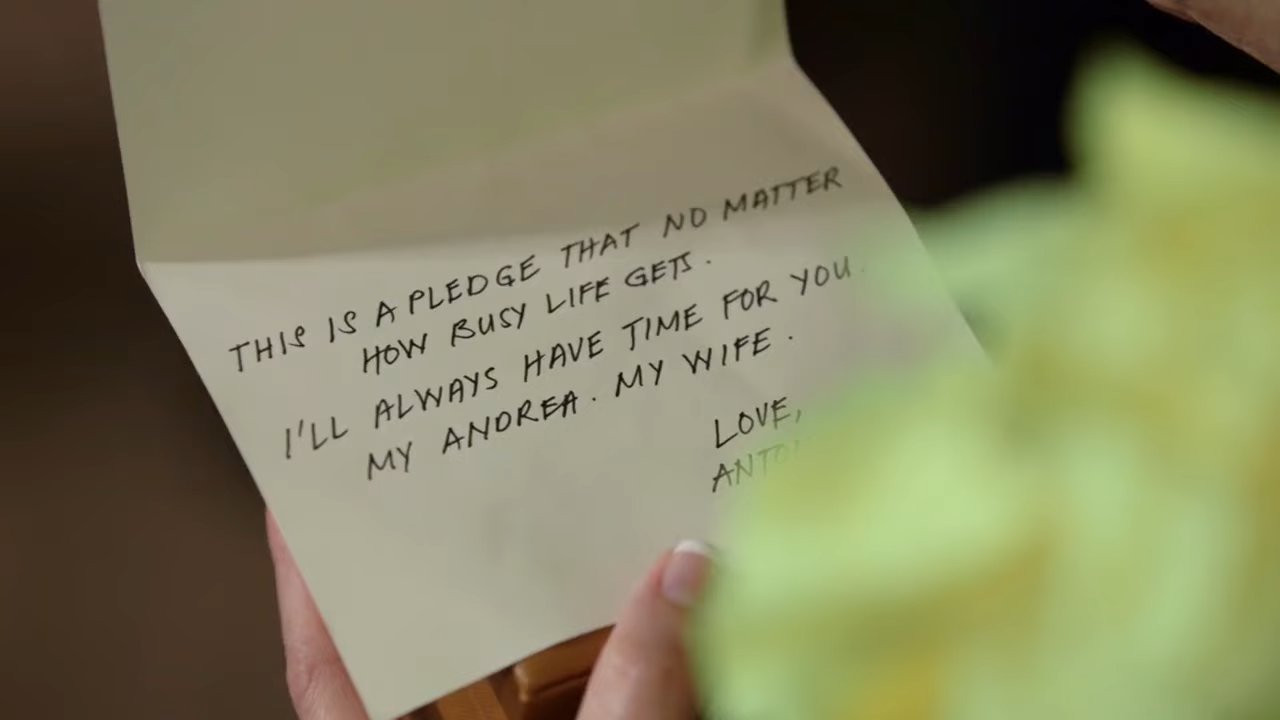 THIS IS A PLEDGE THAT NO MATTER
HOW BUSY LIFE GETS.
I'LL ALWAYS HAVE TIME FOR YOU.
MY ANDREA. MY WIFE.
LOVE,